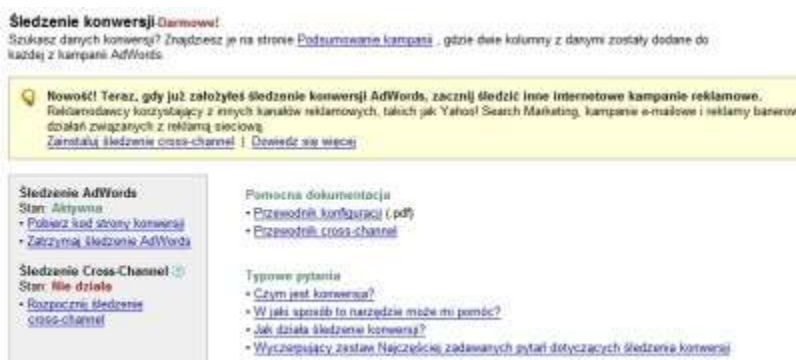 Śledzenie konwersji Darmowe!
Szukasz danych konwersji? Znajdziesz je na stronie Podsumowanie kampanii , gdzie dwie kolumny z danymi zostały dodane do
każdej z kampanii AdWords.
Nowość! Teraz, gdy już założyłeś śledzenie konwersji AdWords, zacznij śledzić inne internetowe kampanie reklamowe.
Reklamodawcy korzystający z innych kanałów reklamowych, takich jak Yahoo! Search Marketing, kampanie e-mailowe i reklamy banerow
działań związanych z reklamą sieciową.
Zainstaluj śledzenie cross-channel | Dowiedz się więcej
Śledzenie AdWords
Stan: Aktywna
• Pobierz kod strony konwersji
• Zatrzymaj śledzenie AdWords
Śledzenie Cross-Channel
Stan: Nie działa
• Rozpocznij śledzenie
cross-channel
Pomocna dokumentacja
• Przewodnik konfiguracji (.pdf)
• Przewodnik cross-channel
Typowe pytania
• Czym jest konwersja?
• W jaki sposób to narzędzie może mi pomóc?
• Jak działa śledzenie konwersji?
• Wyczerpujący zestaw Najczęściej zadawanych pytań dotyczących śledzenia konwersji